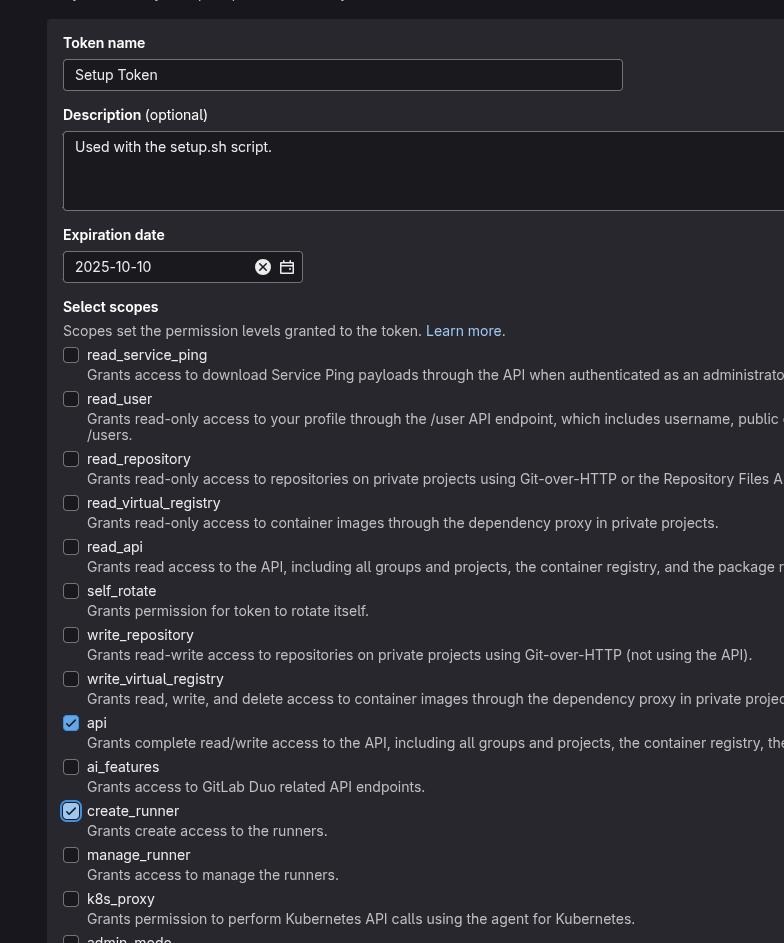 Token name
Setup Token
Description (optional)
Used with the setup.sh script.
Expiration date
2025-10-10
Select scopes
Scopes set the permission levels granted to the token. Learn more.
read_service_ping
Grants access to download Service Ping payloads through the API when authenticated as an administrato
read_user
Grants read-only access to your profile through the /user API endpoint, which includes username, public
/users.
read_repository
Grants read-only access to repositories on private projects using Git-over-HTTP or the Repository Files A
read_virtual_registry
Grants read-only access to container images through the dependency proxy in private projects.
read_api
Grants read access to the API, including all groups and projects, the container registry, and the package r
self_rotate
Grants permission for token to rotate itself.
write_repository
Grants read-write access to repositories on private projects using Git-over-HTTP (not using the API).
write_virtual_registry
Grants read, write, and delete access to container images through the dependency proxy in private projec
api
Grants complete read/write access to the API, including all groups and projects, the container registry, the
ai_features
Grants access to GitLab Duo related API endpoints.
create_runner
Grants create access to the runners.
manage_runner
Grants access to manage the runners.
k8s_proxy
Grants permission to perform Kubernetes API calls using the agent for Kubernetes.
admin_mode